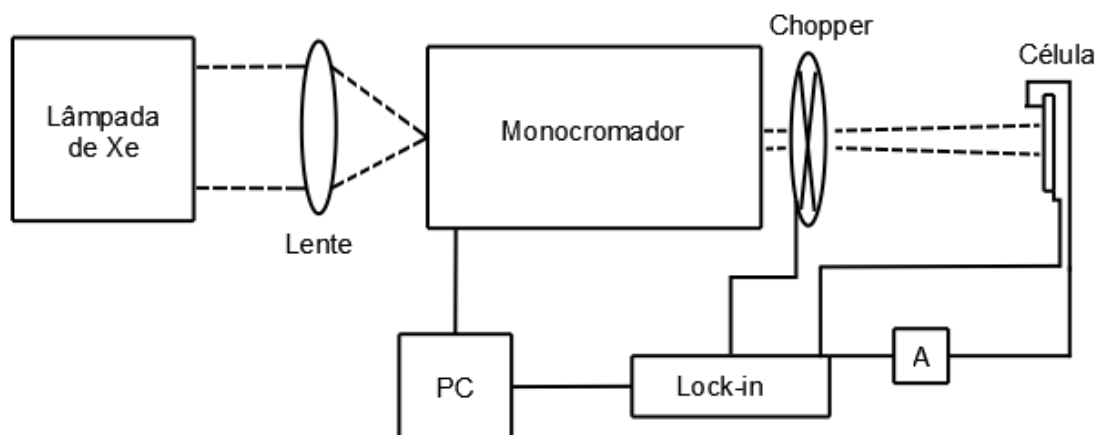 Chopper
Célula
Lâmpada
de Xe
Monocromador
Lente
PC
Lock-in
A